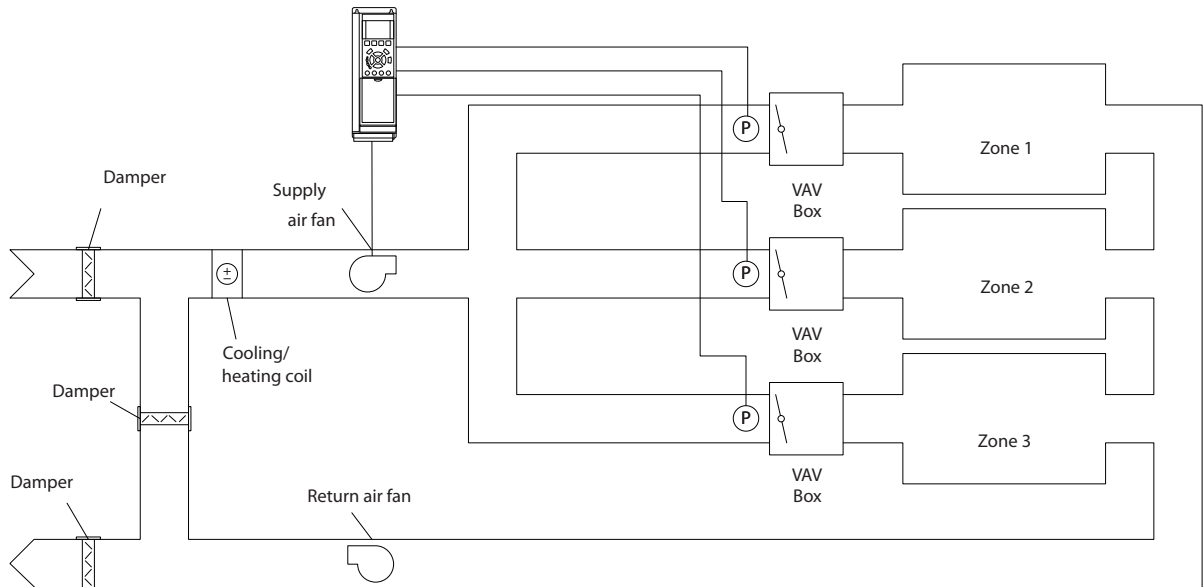 Damper
Supply
air fan
P
VAV
Box
Zone 1
P
VAV
Box
Zone 2
Cooling/
heating coil
Damper
P
VAV
Box
Zone 3
Damper
Return air fan